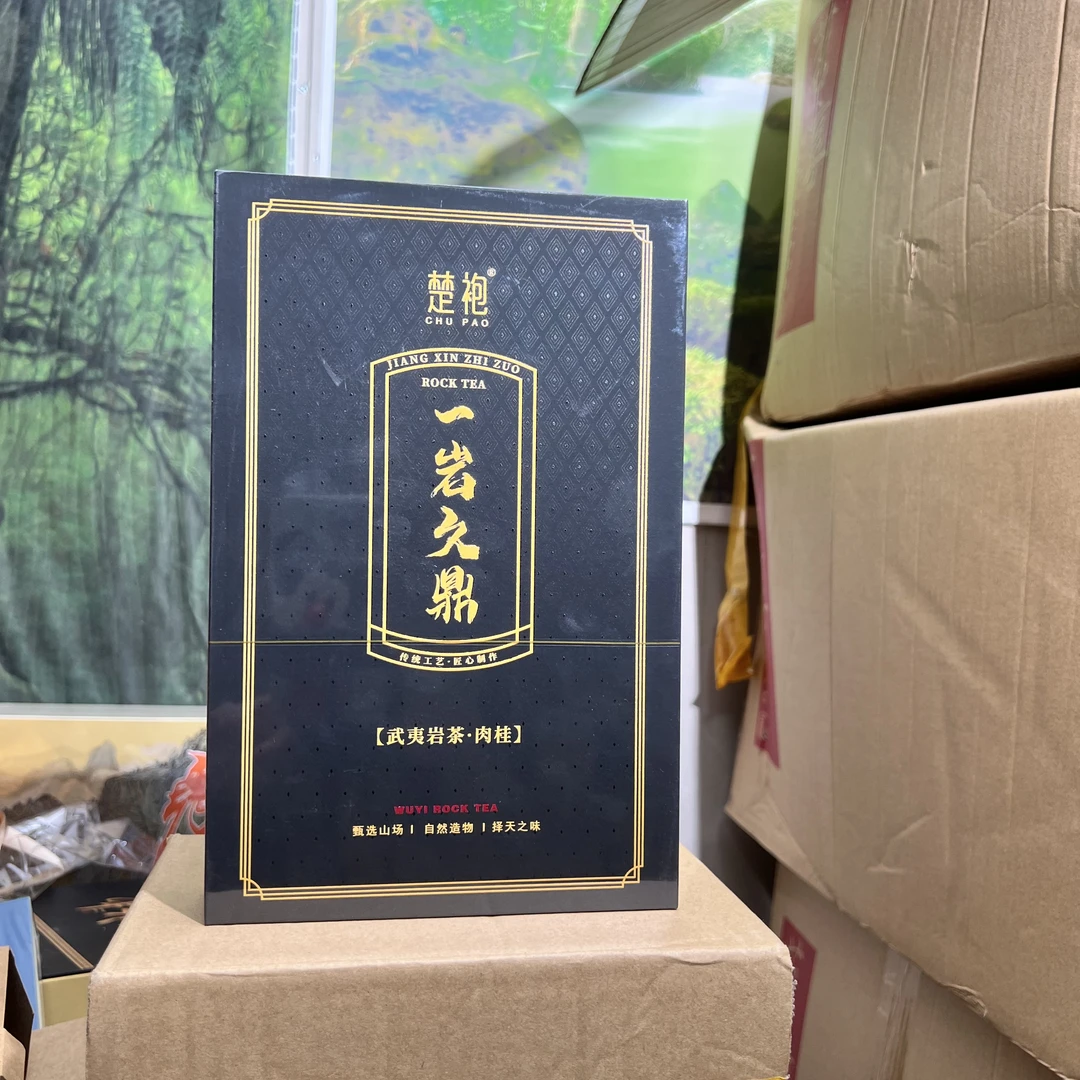 楚袍®
CHU PAO
JIANG XIN ZHI ZUO
ROCK TEA
一岩久鼎
传统工艺·匠心制作
【武夷岩茶·肉桂】
WUYI ROCK TEA
甄选山场 | 自然造物 | 择天之味